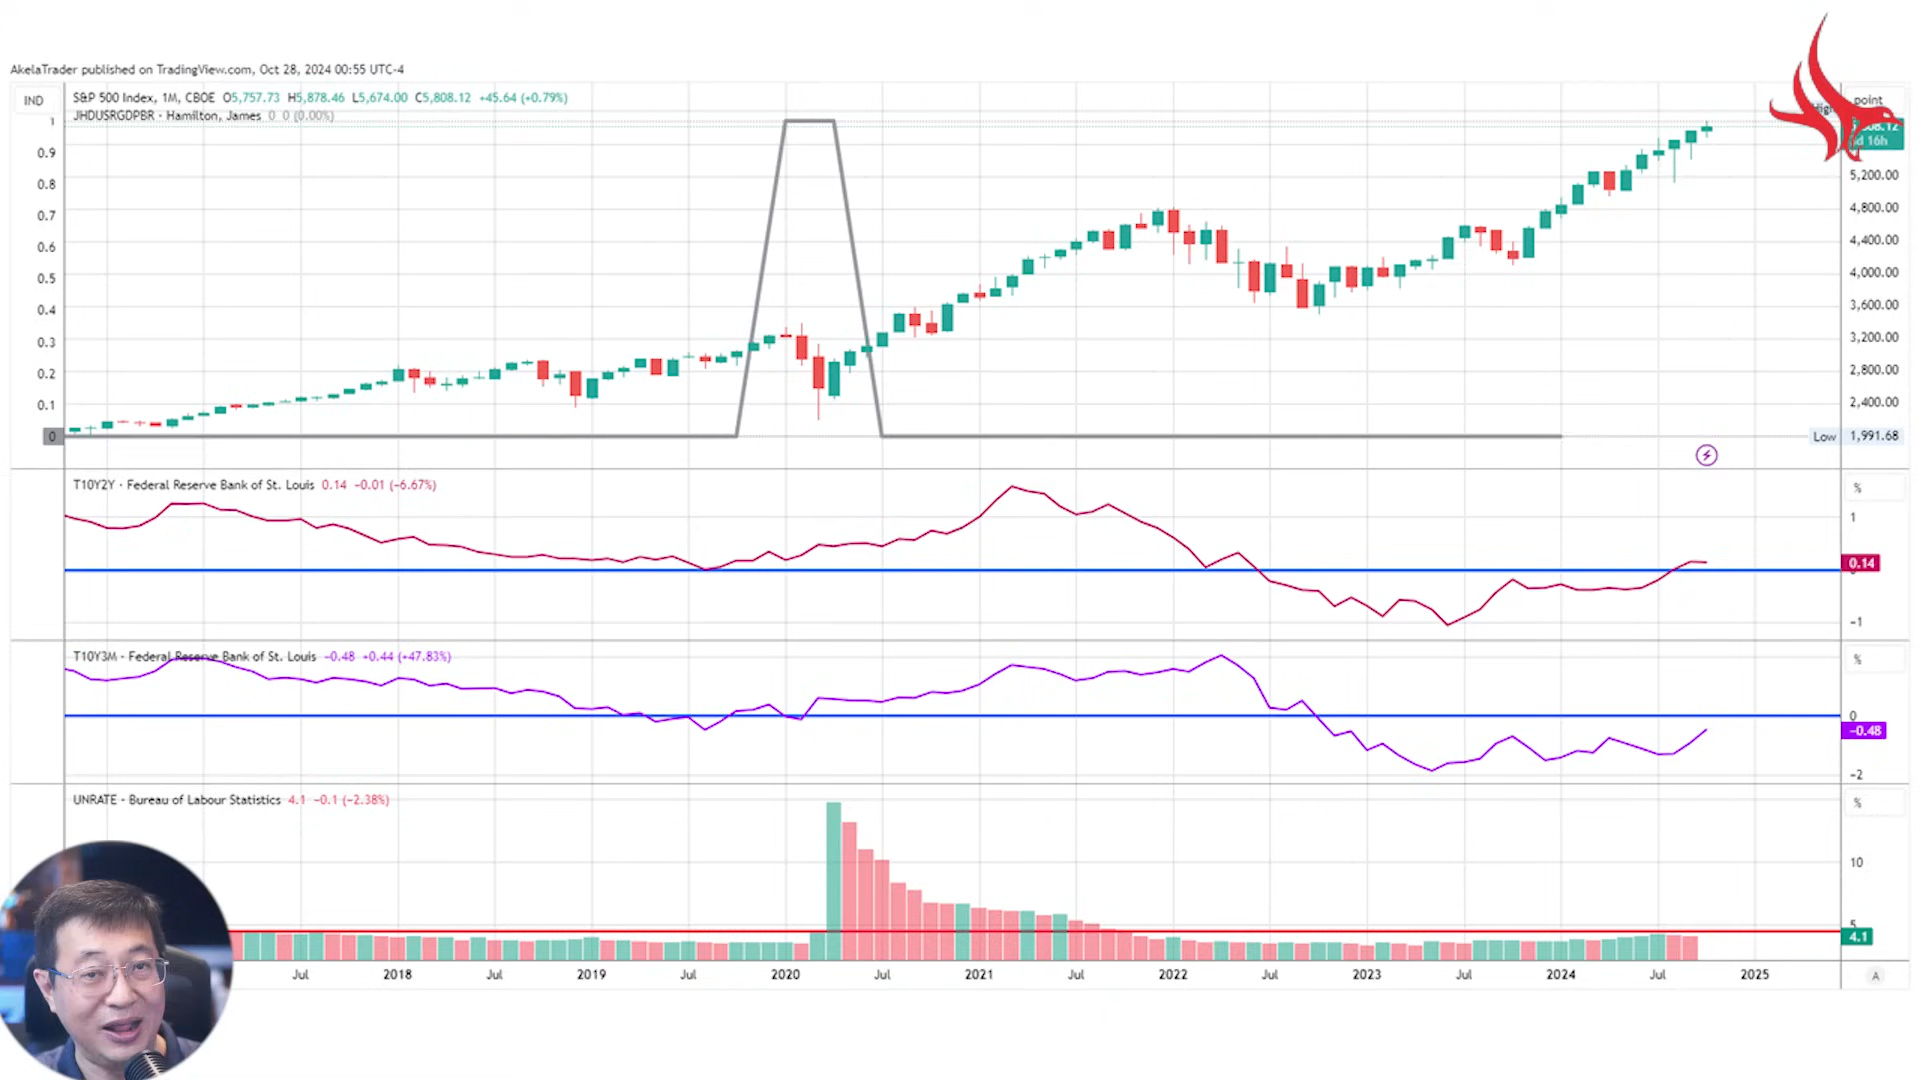 AkelaTrader published on TradingView.com, Oct 28, 2024 00:55 UTC-4
IND
S&P 500 Index, 1M, CBOE O5,757.73 H5,878.46 L5,674.00 C5,808.12 +45.64 (+0.79%)
JHDUSRGDPBR · Hamilton, James 0 0 (0.00%)
point
High
1
0.9
0.8
0.7
0.6
0.5
0.4
0.3
0.2
0.1
0
5,808.12
d 16h
5,200.00
4,800.00
4,400.00
4,000.00
3,600.00
3,200.00
2,800.00
2,400.00
Low 1,991.68
T10Y2Y · Federal Reserve Bank of St. Louis 0.14 −0.01 (−6.67%)
%
1
0.14
−1
T10Y3M · Federal Reserve Bank of St. Louis −0.48 +0.44 (+47.83%)
%
0
−0.48
−2
UNRATE · Bureau of Labour Statistics 4.1 −0.1 (−2.38%)
%
10
5
4.1
Jul 2018 Jul 2019 Jul 2020 Jul 2021 Jul 2022 Jul 2023 Jul 2024 Jul 2025
A